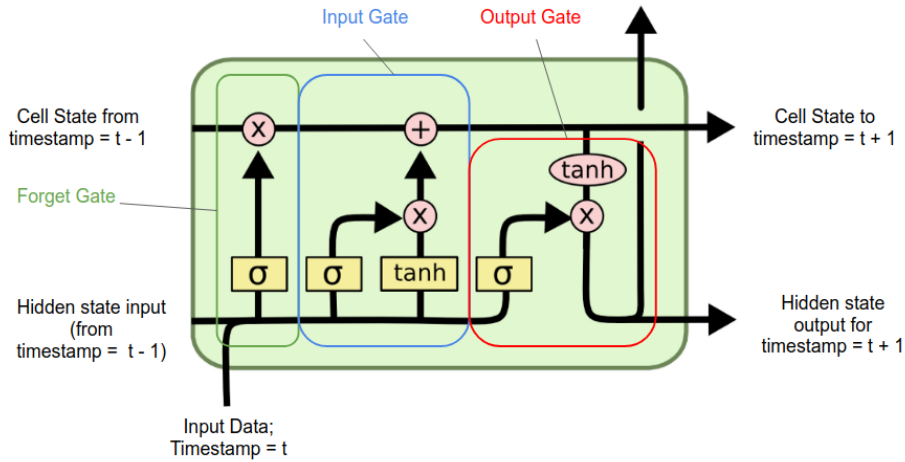 Input Gate
Output Gate
Cell State from
timestamp = t - 1
x
+
Cell State to
timestamp = t + 1
tanh
Forget Gate
x
x
σ
σ
tanh
σ
Hidden state input
(from
timestamp = t - 1)
Hidden state
output for
timestamp = t + 1
Input Data;
Timestamp = t